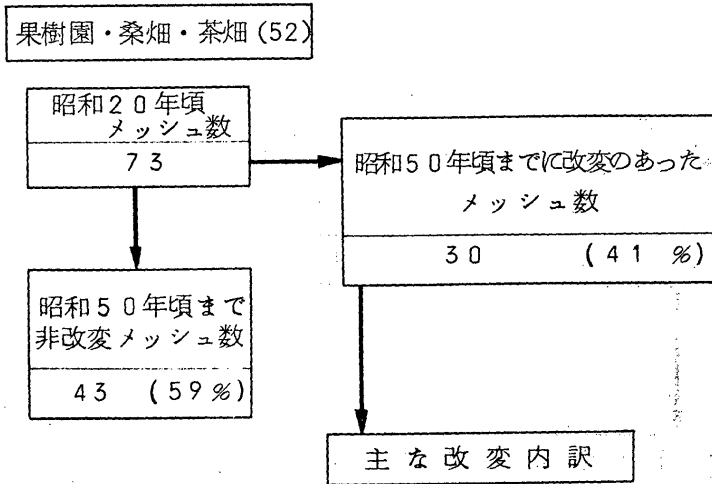 果樹園・桑畑・茶畑(52)
昭和20年頃
メッシュ数
73
昭和50年頃までに改変のあった
メッシュ数
30 (41 %)
昭和50年頃まで
非改変メッシュ数
43 (59%)
主な改変内訳